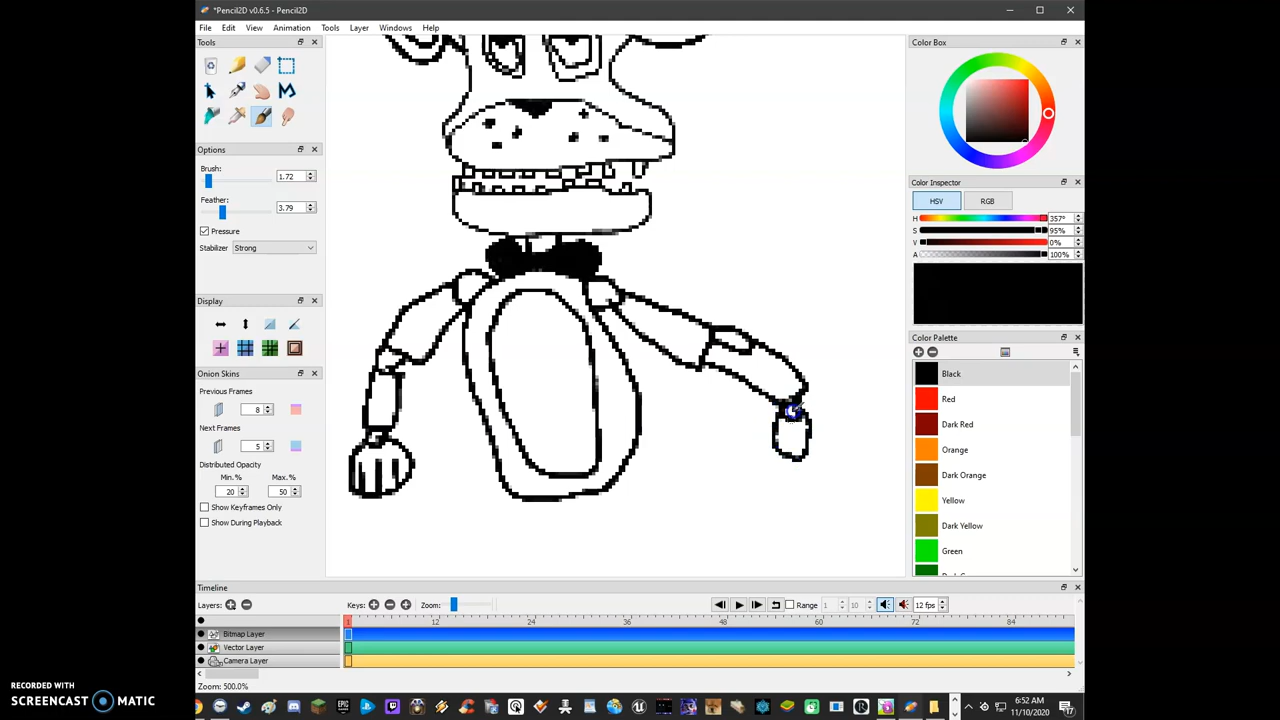 *Pencil2D v0.6.5 - Pencil2D
File Edit View Animation Tools Layer Windows Help
Tools
Options
Brush:
1.72
Feather:
3.79
Pressure
Stabilizer Strong
Display
Onion Skins
Previous Frames
8
Next Frames
5
Distributed Opacity
Min.% Max.%
20 50
Show Keyframes Only
Show During Playback
Color Box
Color Inspector
HSV RGB
H 357°
S 95%
V 0%
A 100%
Color Palette
Black
Red
Dark Red
Orange
Dark Orange
Yellow
Dark Yellow
Green
Timeline
Layers: Keys: Zoom: Range 1 10 12 fps
1 12 24 36 48 60 72 84
Bitmap Layer
Vector Layer
Camera Layer
Zoom: 500.0%
RECORDED WITH
SCREENCAST MATIC
EPIC
6:52 AM
11/10/2020
17